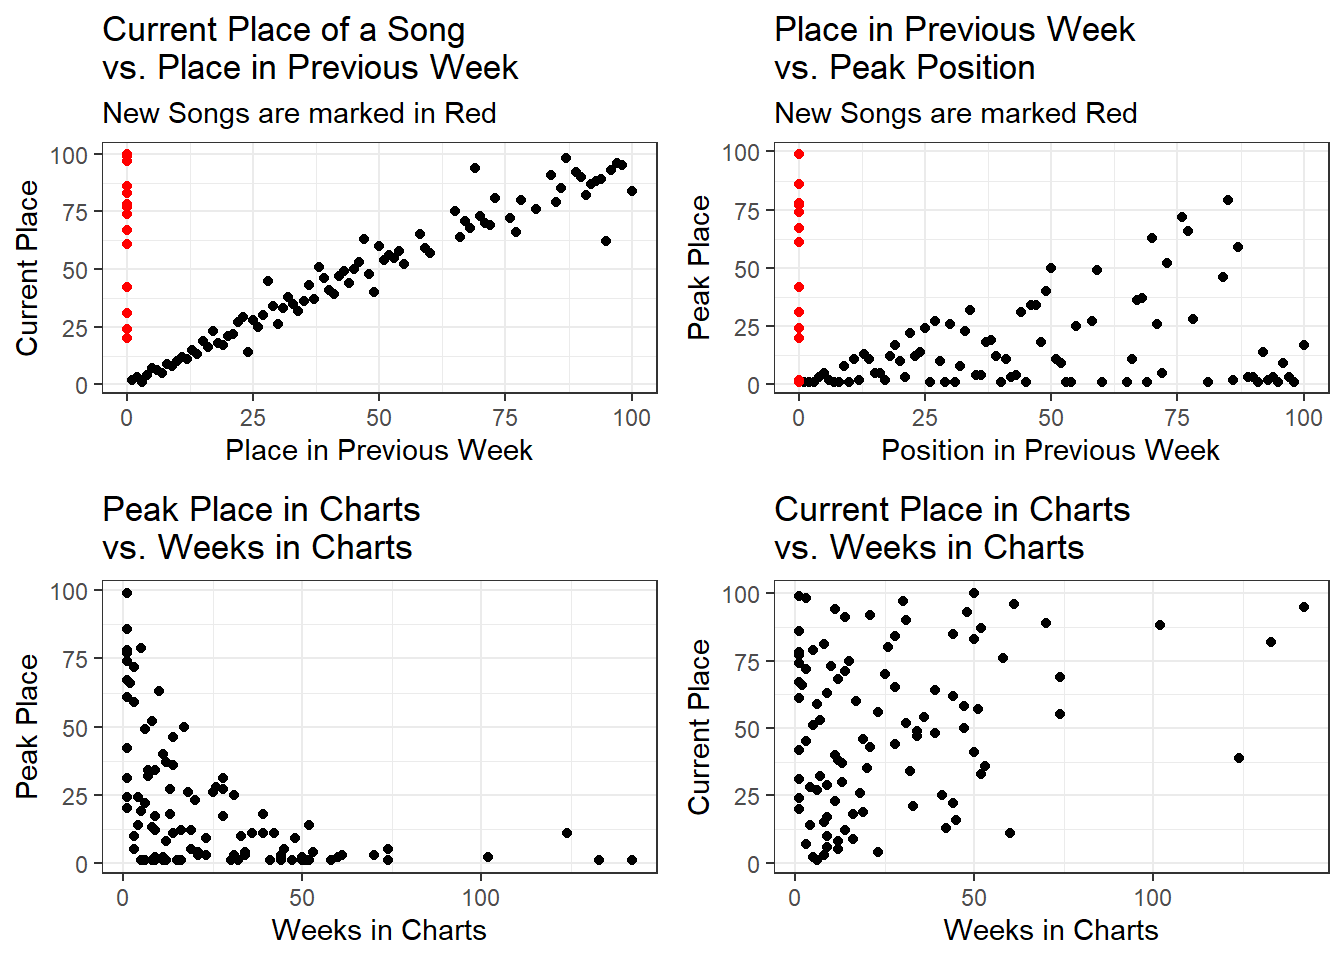 Current Place of a Song
vs. Place in Previous Week
New Songs are marked in Red
100
75
50
25
0
Current Place
0
25
50
75
100
Place in Previous Week
Place in Previous Week
vs. Peak Position
New Songs are marked Red
100
75
50
25
0
Peak Place
0
25
50
75
100
Position in Previous Week
Peak Place in Charts
vs. Weeks in Charts
100
75
50
25
0
Peak Place
0
50
100
Weeks in Charts
Current Place in Charts
vs. Weeks in Charts
100
75
50
25
0
Current Place
0
50
100
Weeks in Charts